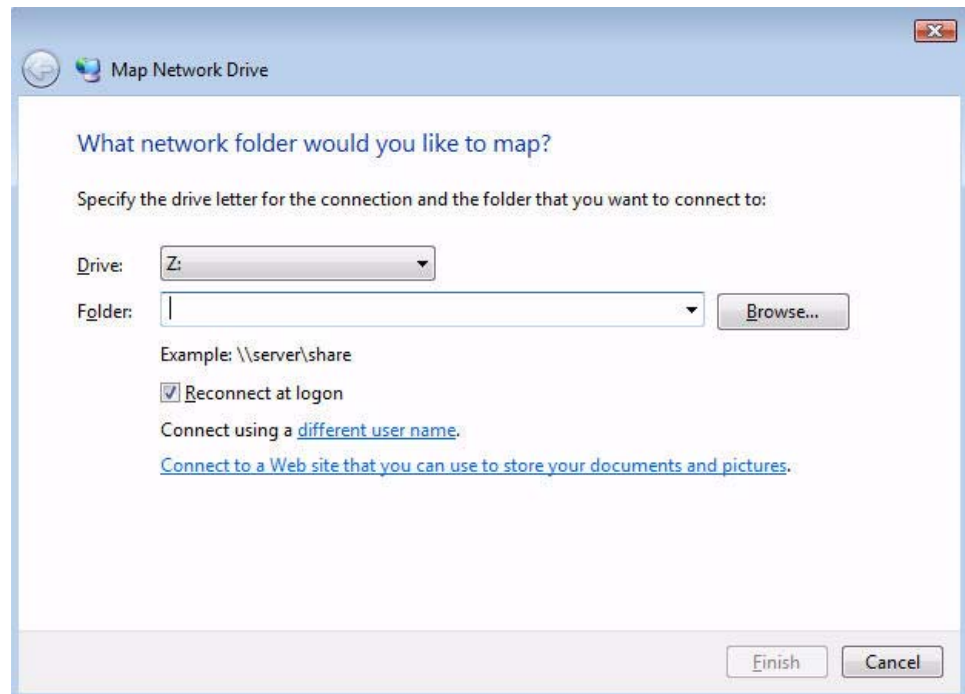 Map Network Drive
What network folder would you like to map?
Specify the drive letter for the connection and the folder that you want to connect to:
Drive: Z:
Folder: Browse...
Example: \\server\share
Reconnect at logon
Connect using a different user name.
Connect to a Web site that you can use to store your documents and pictures.
Finish Cancel